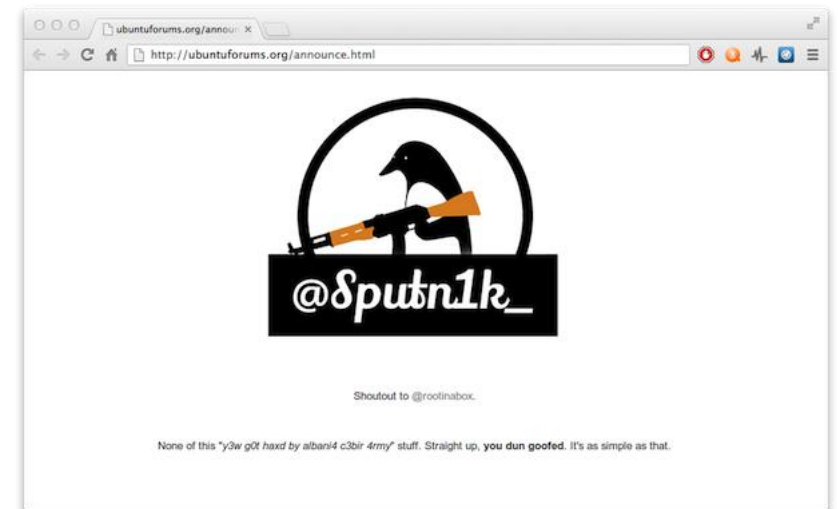 ubuntuforums.org/announ
http://ubuntuforums.org/announce.html
@Sputn1k_
Shoutout to @rootinabox.
None of this "y3w g0t haxd by albani4 c3bir 4rmy" stuff. Straight up, you dun goofed. It's as simple as that.